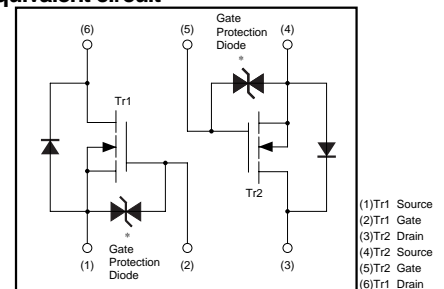 quivalent circuit
(6)
(5)
Gate
Protection
Diode
*
(4)
Tr1
Tr2
*
Gate
Protection
Diode
(1)
(2)
(3)
(1)Tr1 Source
(2)Tr1 Gate
(3)Tr2 Drain
(4)Tr2 Source
(5)Tr2 Gate
(6)Tr1 Drain